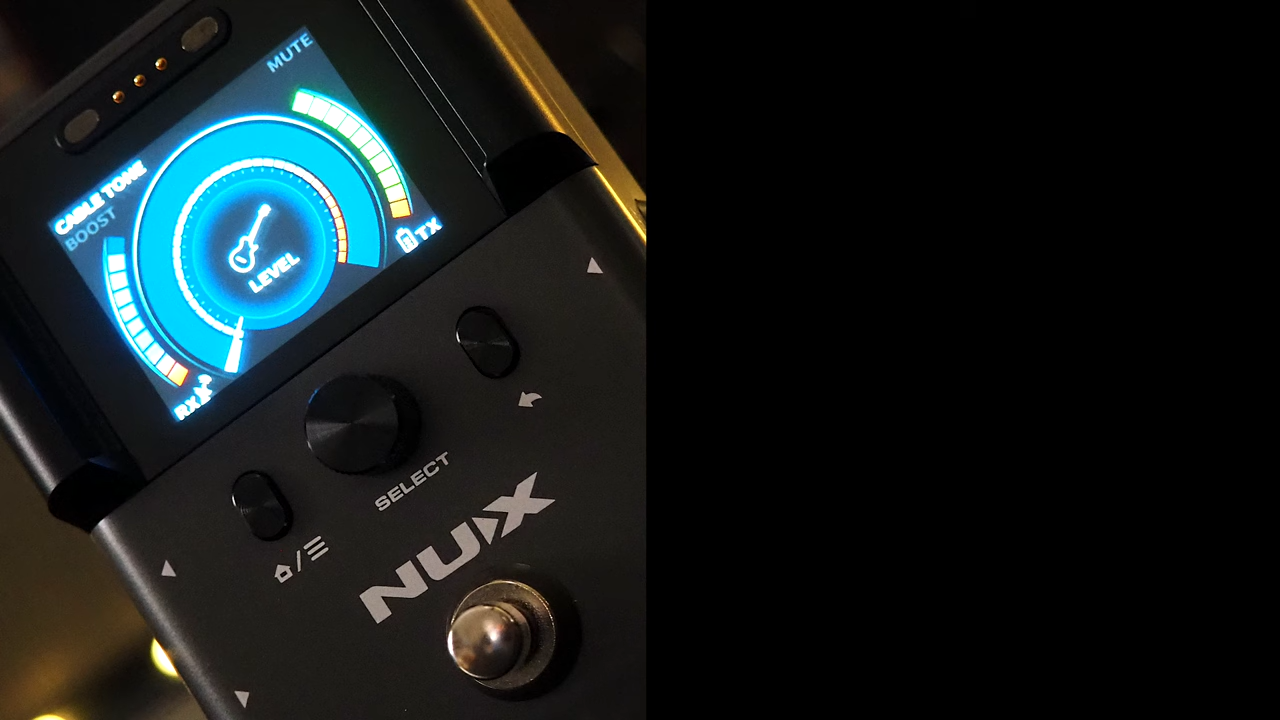 MUTE
CABLE TONE
BOOST
LEVEL
TX
RX
SELECT
NUX